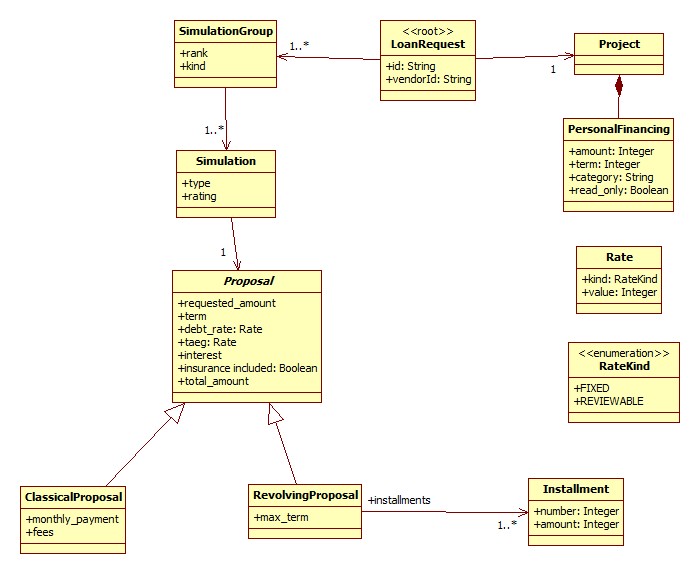 SimulationGroup
+rank
+kind
1..*
<<root>>
LoanRequest
+id: String
+vendorId: String
1
Project
PersonalFinancing
+amount: Integer
+term: Integer
+category: String
+read_only: Boolean
1..*
Simulation
+type
+rating
1
Proposal
+requested_amount
+term
+debt_rate: Rate
+taeg: Rate
+interest
+insurance included: Boolean
+total_amount
Rate
+kind: RateKind
+value: Integer
<<enumeration>>
RateKind
+FIXED
+REVIEWABLE
ClassicalProposal
+monthly_payment
+fees
RevolvingProposal
+max_term
+installments
1..*
Installment
+number: Integer
+amount: Integer